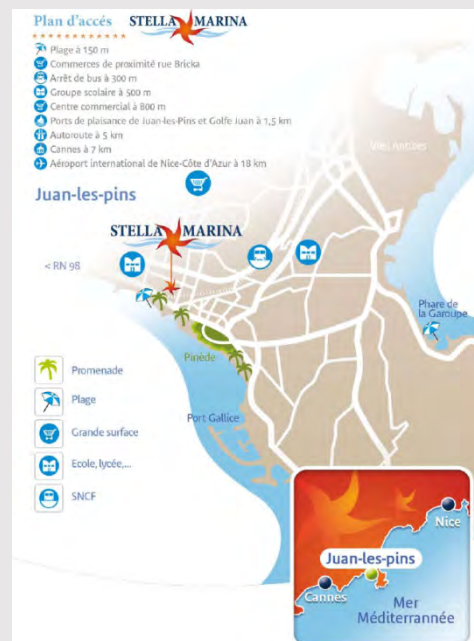 Plan d'accés STELLA MARINA
Plage à 150 m
Commerces de proximité rue Bricka
Arrêt de bus à 300 m
Groupe scolaire à 500 m
Centre commercial à 800 m
Ports de plaisance de Juan-les-Pins et Golfe Juan à 1,5 km
Autoroute à 5 km
Cannes à 7 km
Aéroport international de Nice-Côte d'Azur à 18 km
Juan-les-pins
Vieil Antibes
STELLA MARINA
< RN 98
Phare de
la Garoupe
Pinède
Promenade
Plage
Port Gallice
Grande surface
Ecole, lycée,...
SNCF
Nice
Juan-les-pins
Cannes
Mer
Méditerrannée